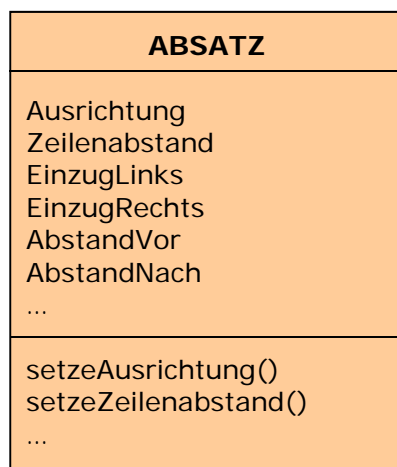 ABSATZ
Ausrichtung
Zeilenabstand
EinzugLinks
EinzugRechts
AbstandVor
AbstandNach
...
setzeAusrichtung()
setzeZeilenabstand()
...